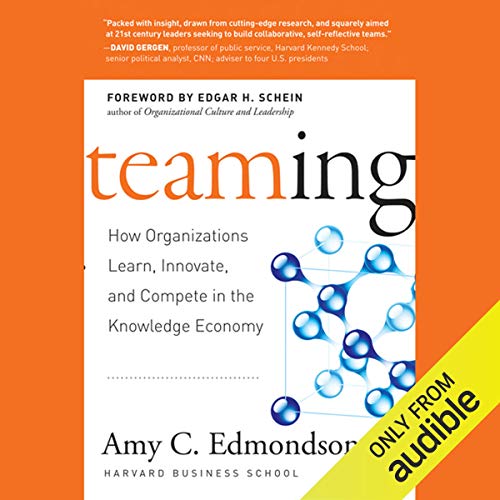 "Packed with insight, drawn from cutting-edge research, and squarely aimed
at 21st century leaders seeking to build collaborative, self-reflective teams."
—DAVID GERGEN, professor of public service, Harvard Kennedy School;
senior political analyst, CNN; adviser to four U.S. presidents
FOREWORD BY EDGAR H. SCHEIN
author of Organizational Culture and Leadership
teaming
How Organizations
Learn, Innovate,
and Compete in the
Knowledge Economy
Amy C. Edmondson
HARVARD BUSINESS SCHOOL
ONLY FROM
audible